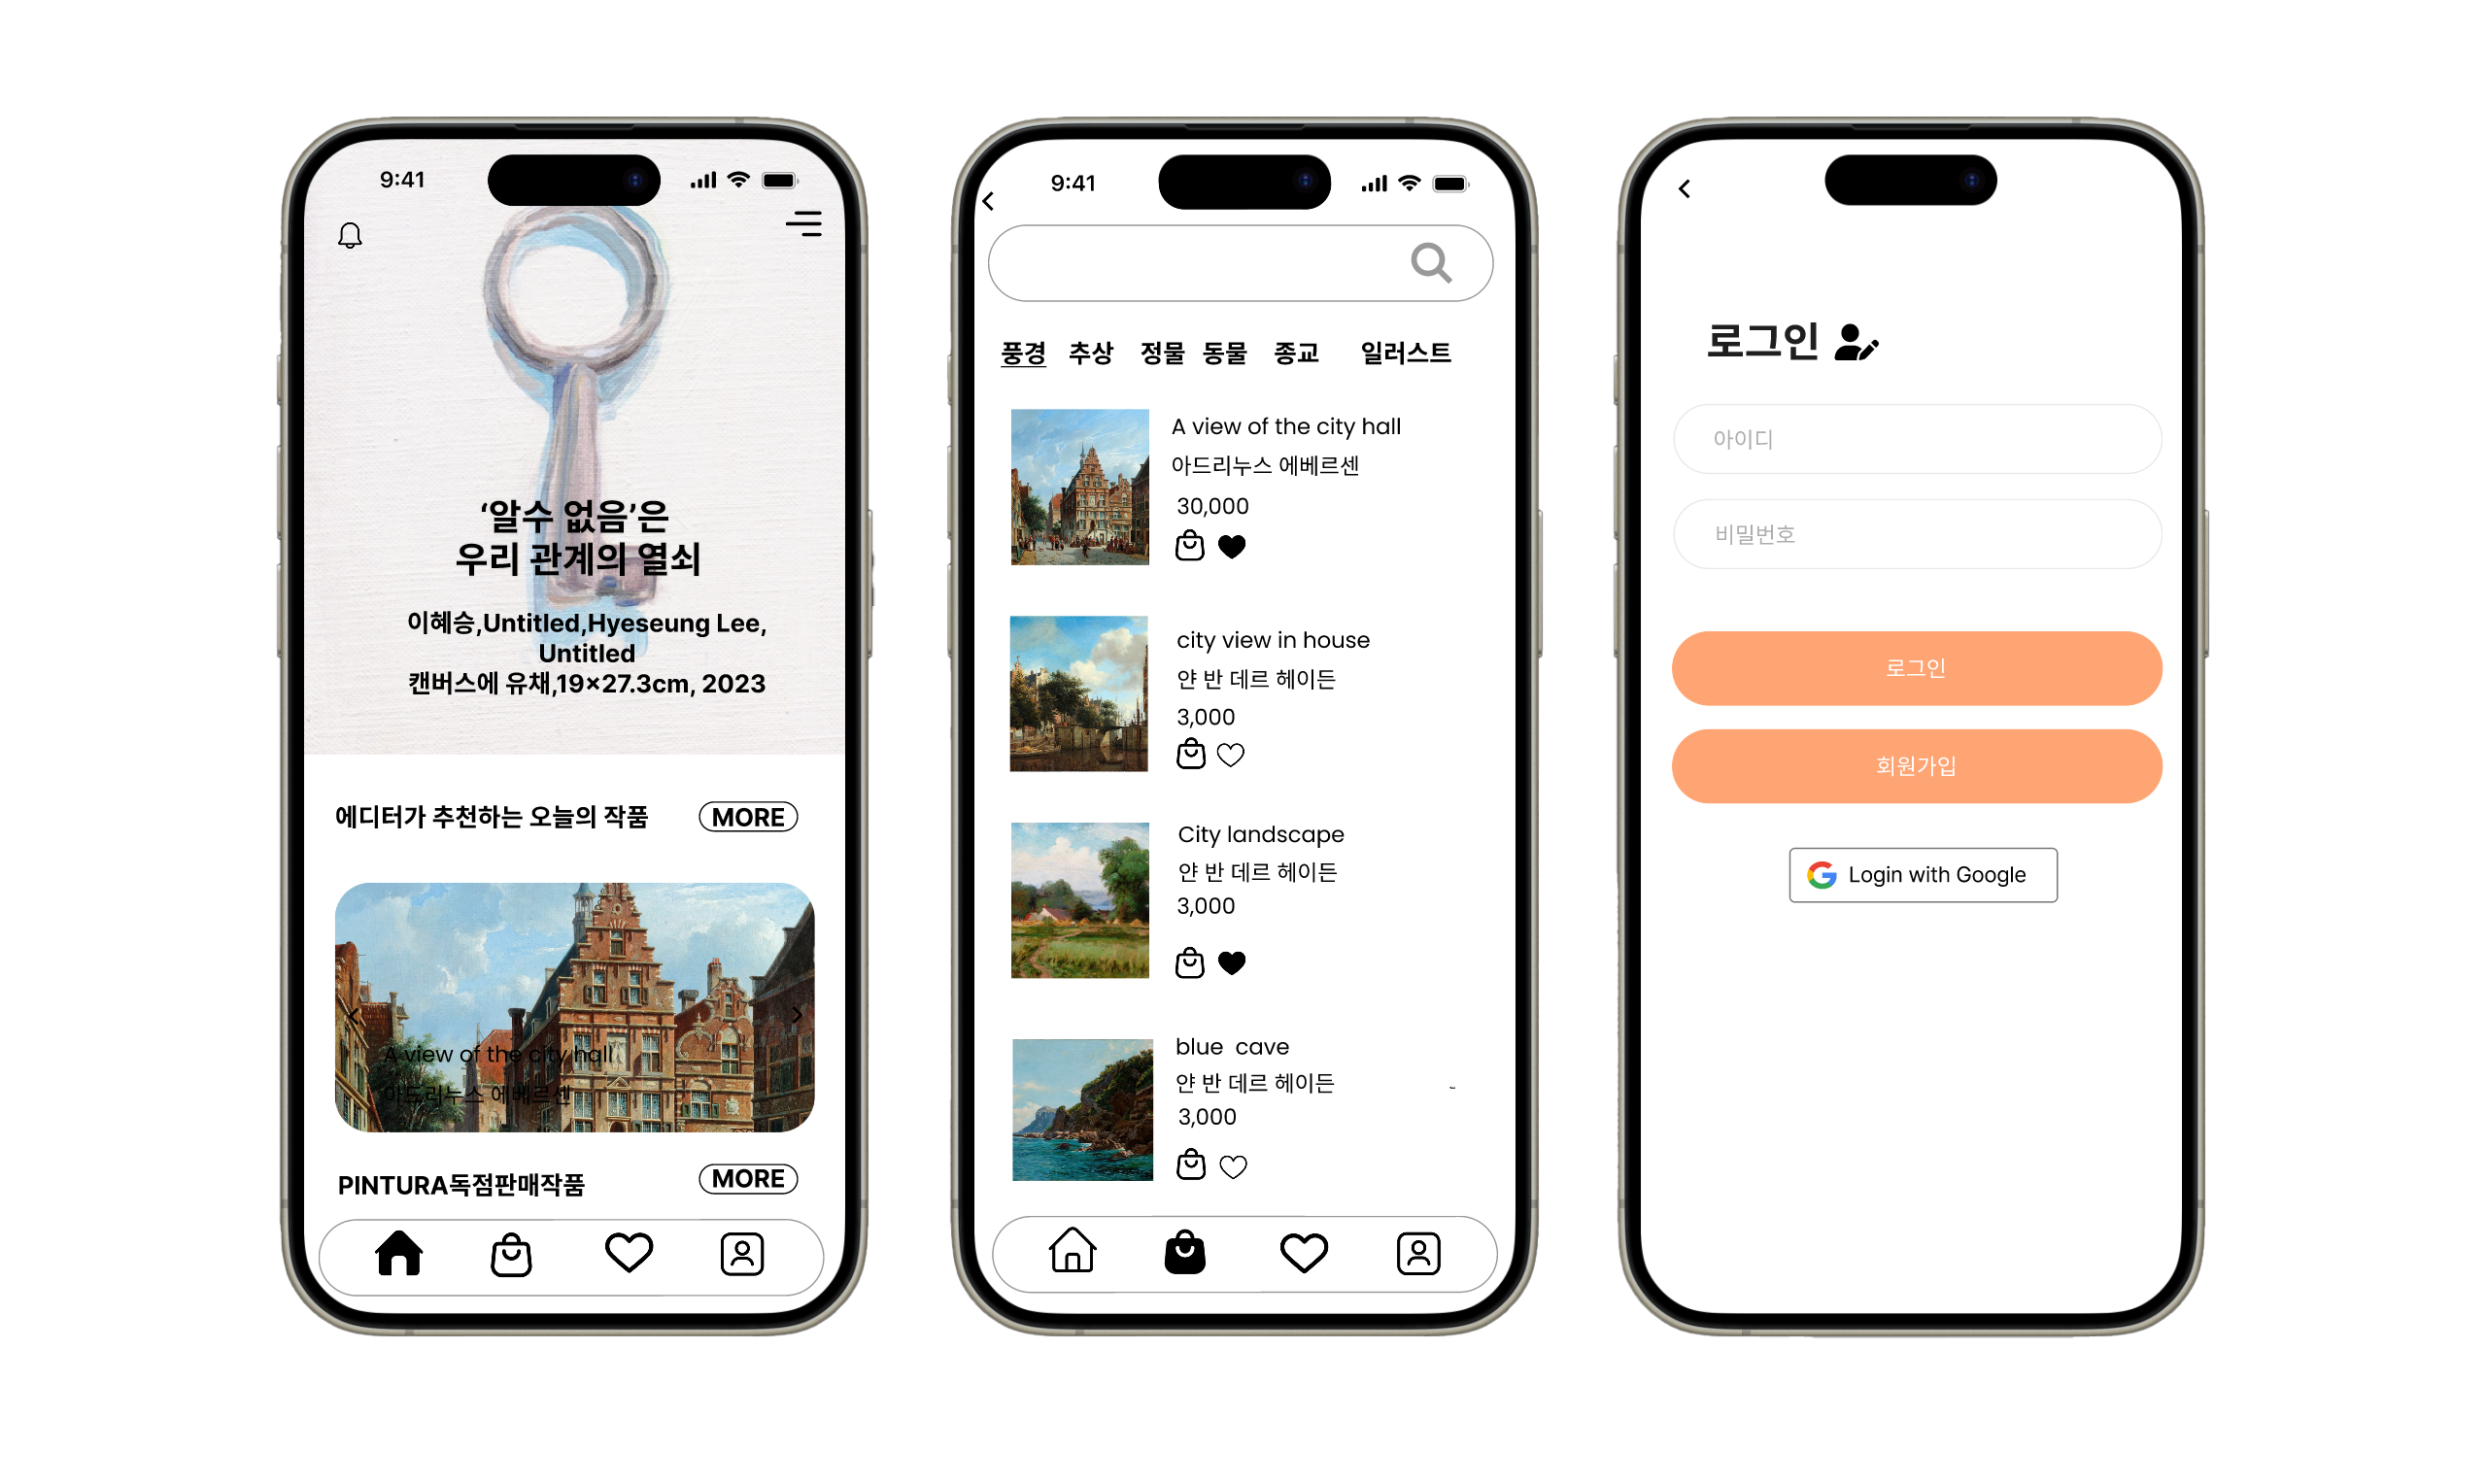 9:41
‘알수 없음’은
우리 관계의 열쇠
이혜승,Untitled,Hyeseung Lee,
Untitled
캔버스에 유채,19×27.3cm, 2023
에디터가 추천하는 오늘의 작품
MORE
A view of the city hall
아드리누스 에베르센
PINTURA독점판매작품
MORE
9:41
풍경 추상 정물 동물 종교 일러스트
A view of the city hall
아드리누스 에베르센
30,000
city view in house
얀 반 데르 헤이든
3,000
City landscape
얀 반 데르 헤이든
3,000
blue cave
얀 반 데르 헤이든
3,000
로그인
아이디
비밀번호
로그인
회원가입
Login with Google